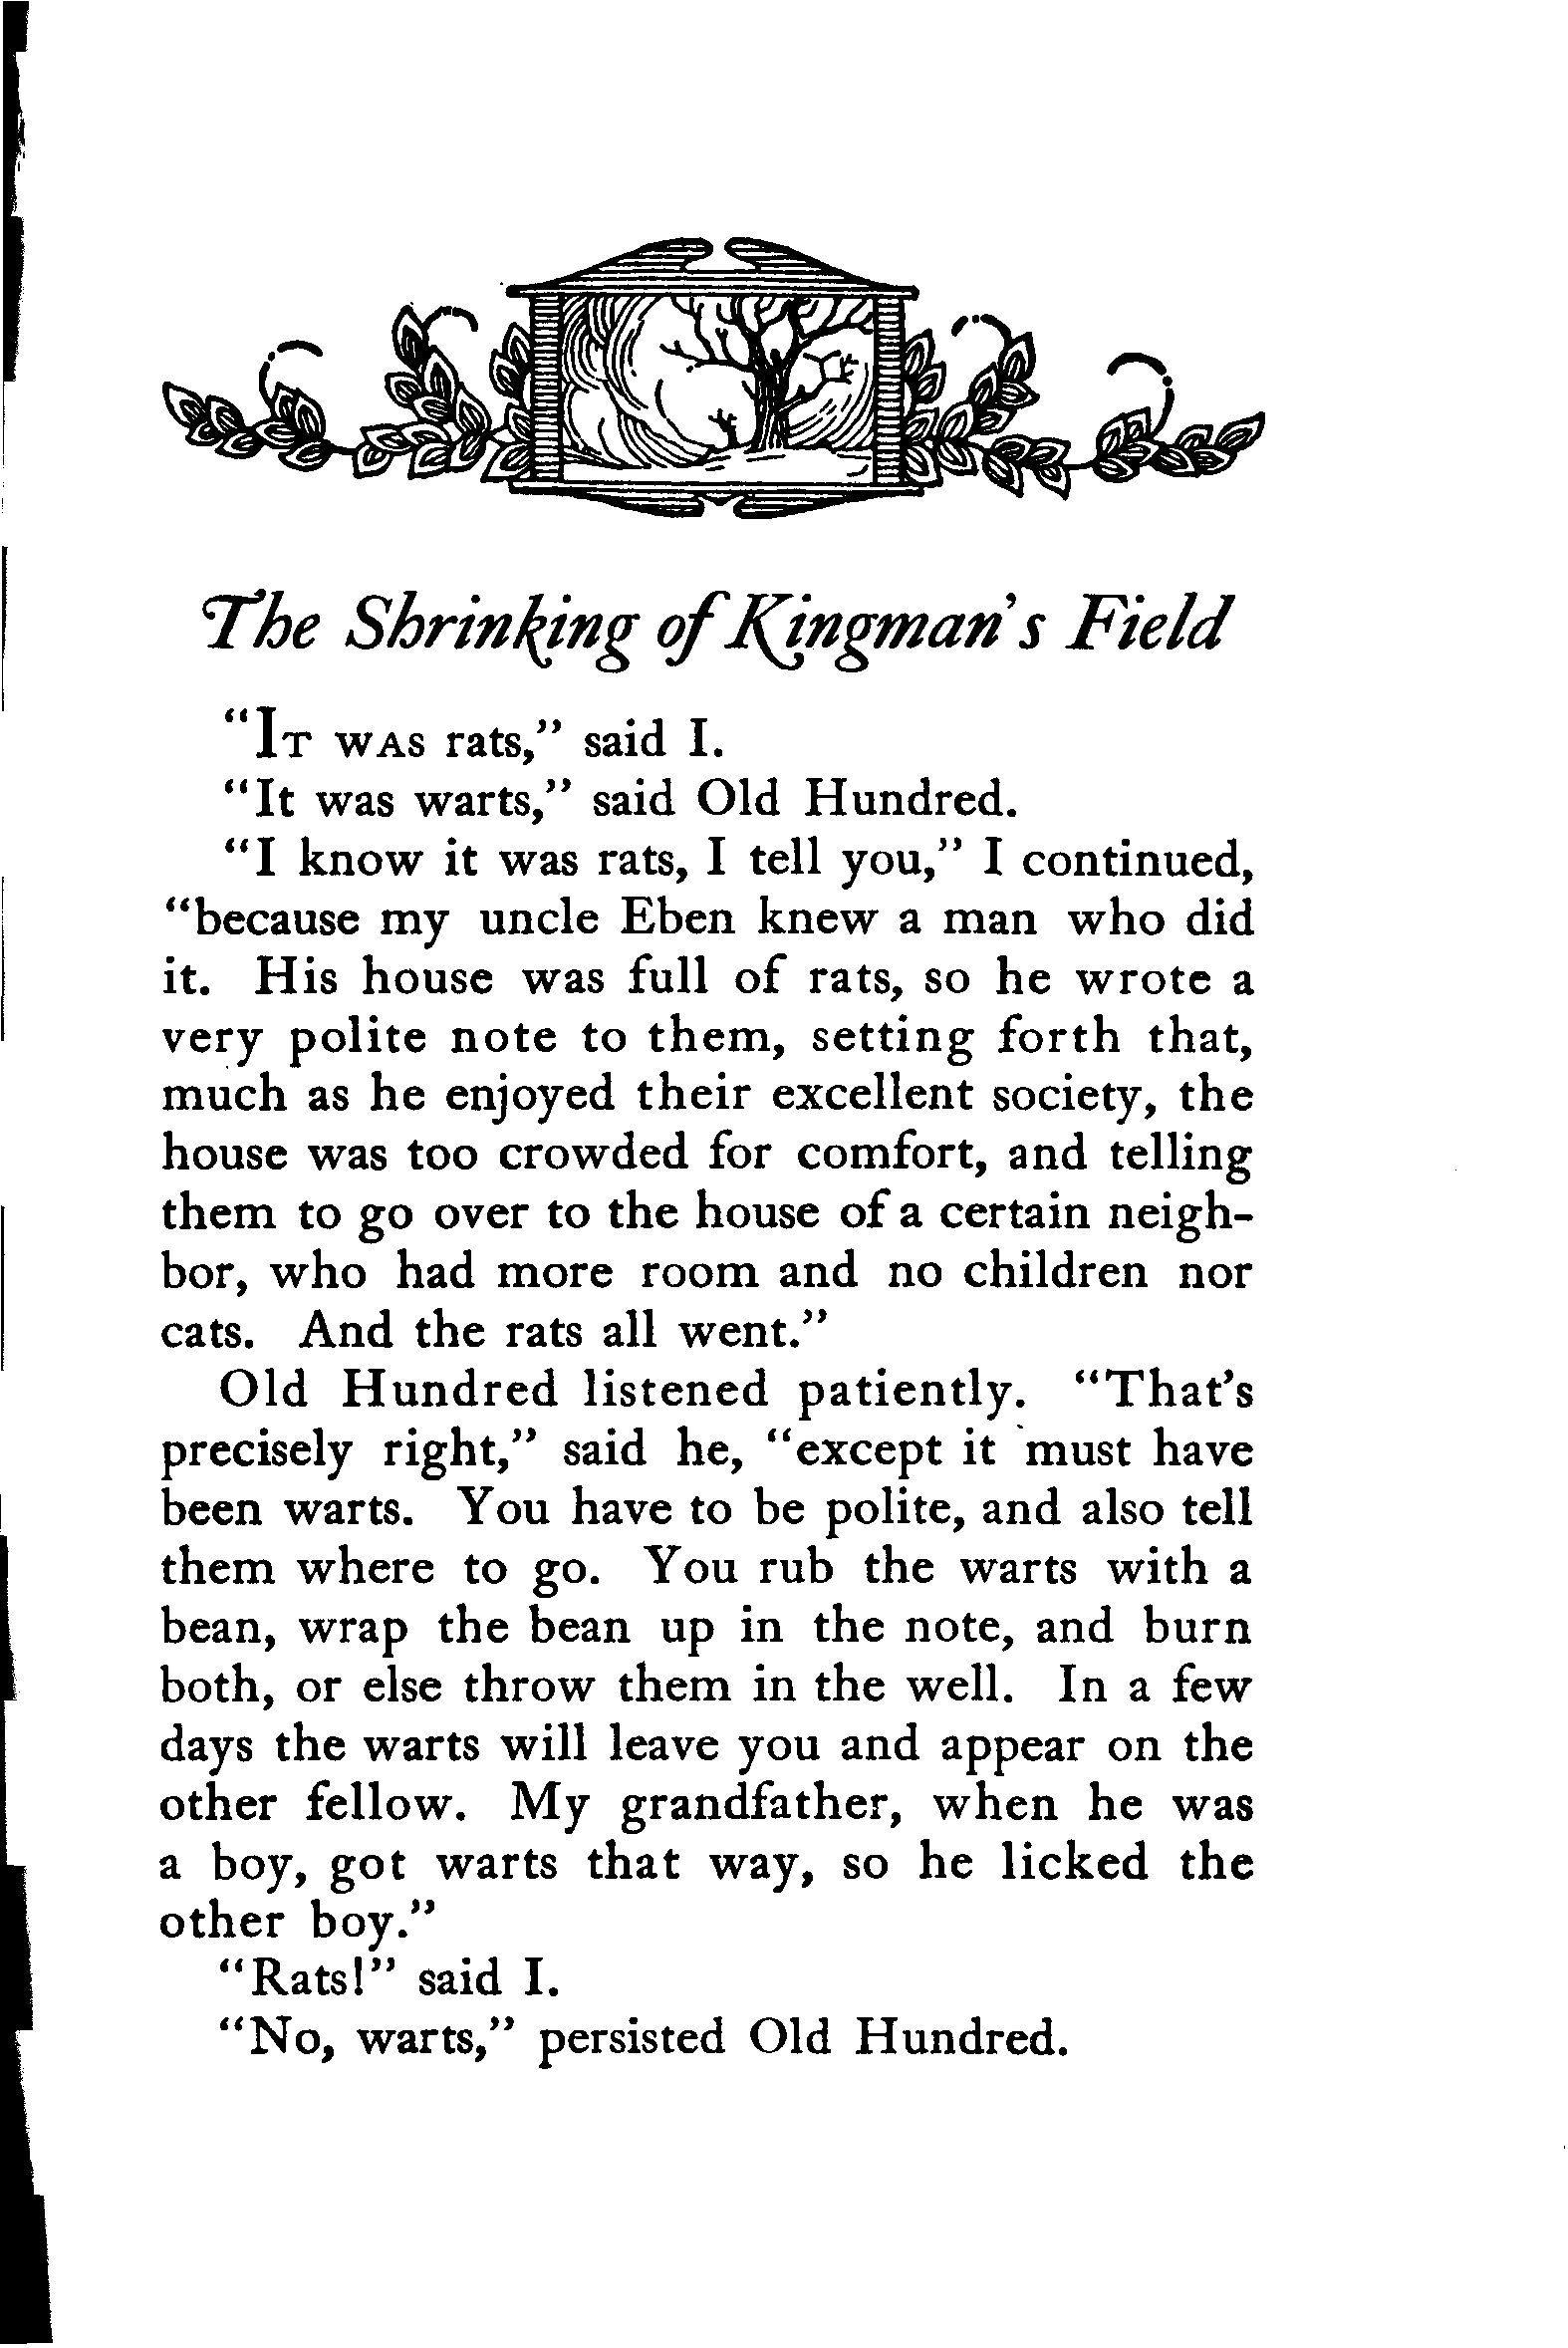 The Shrinking of Kingman's Field
“It was rats,” said I.
“It was warts,” said Old Hundred.
“I know it was rats, I tell you,” I continued,
“because my uncle Eben knew a man who did
it. His house was full of rats, so he wrote a
very polite note to them, setting forth that,
much as he enjoyed their excellent society, the
house was too crowded for comfort, and telling
them to go over to the house of a certain neigh-
bor, who had more room and no children nor
cats. And the rats all went.”
Old Hundred listened patiently. “That's
precisely right,” said he, “except it must have
been warts. You have to be polite, and also tell
them where to go. You rub the warts with a
bean, wrap the bean up in the note, and burn
both, or else throw them in the well. In a few
days the warts will leave you and appear on the
other fellow. My grandfather, when he was
a boy, got warts that way, so he licked the
other boy.”
“Rats!” said I.
“No, warts,” persisted Old Hundred.